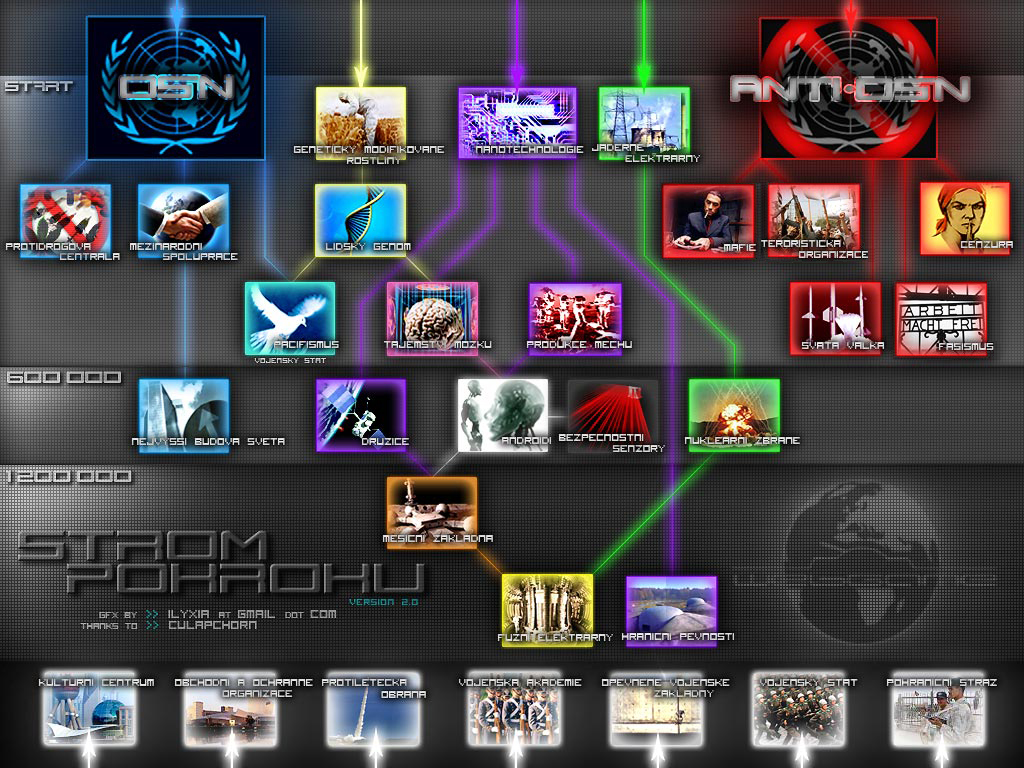 START
OSN
ANTI-OSN
GENETICKY MODIFIKOVANE
ROSTLINY
NANOTECHNOLOGIE
JADERNE
ELEKTRARNY
PROTIDROGOVA
CENTRALA
MEZINARODNI
SPOLUPRACE
LIDSKY GENOM
MAFIE
TERORISTICKA
ORGANIZACE
CENZURA
PACIFISMUS
VOJENSKY STAT
TAJEMSTVI MOZKU
PRODUKCE MECHU
SVATA VALKA
ARBEIT
MACHT FREI
FASISMUS
600 000
NEJVYSSI BUDOVA SVETA
DRUZICE
ANDROIDI
BEZPECNOSTNI
SENZORY
NUKLEARNI ZBRANE
1 200 000
MESICNI ZAKLADNA
STROM
POKROKU
VERSION 2.0
GFX BY >> ILYXIA AT GMAIL DOT COM
THANKS TO >> CULAPCHORN
FUZNI ELEKTRARNY
HRANICNI PEVNOSTI
KULTURNI CENTRUM
OBCHODNI A OCHRANNE
ORGANIZACE
PROTILETECKA
OBRANA
VOJENSKA AKADEMIE
OPEVNENE VOJENSKE
ZAKLADNY
VOJENSKY STAT
POHRANICNI STRAZ